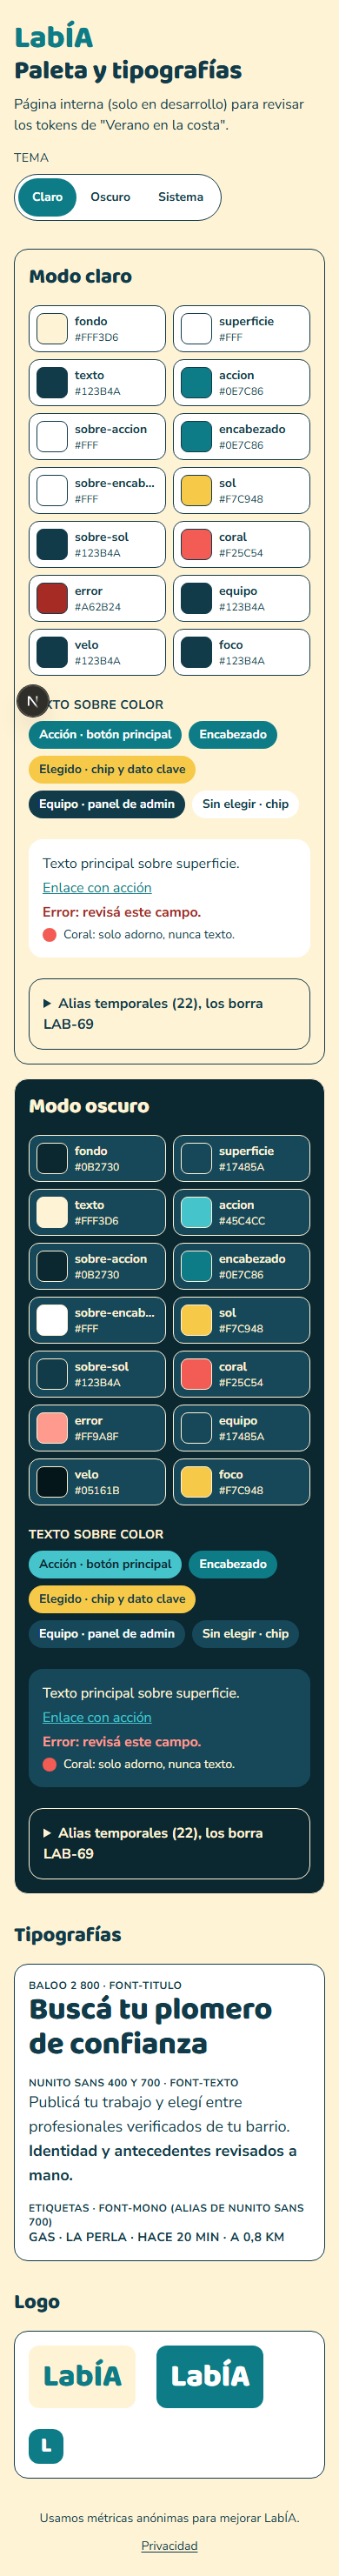 LabÍA
Paleta y tipografías
Página interna (solo en desarrollo) para revisar
los tokens de "Verano en la costa".
TEMA
Claro Oscuro Sistema
Modo claro
fondo
#FFF3D6
superficie
#FFF
texto
#123B4A
accion
#0E7C86
sobre-accion
#FFF
encabezado
#0E7C86
sobre-encab...
#FFF
sol
#F7C948
sobre-sol
#123B4A
coral
#F25C54
error
#A62B24
equipo
#123B4A
velo
#123B4A
foco
#123B4A
N
XTO SOBRE COLOR
Acción · botón principal Encabezado
Elegido · chip y dato clave
Equipo · panel de admin Sin elegir · chip
Texto principal sobre superficie.
Enlace con acción
Error: revisá este campo.
Coral: solo adorno, nunca texto.
Alias temporales (22), los borra
LAB-69
Modo oscuro
fondo
#0B2730
superficie
#17485A
texto
#FFF3D6
accion
#45C4CC
sobre-accion
#0B2730
encabezado
#0E7C86
sobre-encab...
#FFF
sol
#F7C948
sobre-sol
#123B4A
coral
#F25C54
error
#FF9A8F
equipo
#17485A
velo
#05161B
foco
#F7C948
TEXTO SOBRE COLOR
Acción · botón principal Encabezado
Elegido · chip y dato clave
Equipo · panel de admin Sin elegir · chip
Texto principal sobre superficie.
Enlace con acción
Error: revisá este campo.
Coral: solo adorno, nunca texto.
Alias temporales (22), los borra
LAB-69
Tipografías
BALOO 2 800 · FONT-TITULO
Buscá tu plomero
de confianza
NUNITO SANS 400 Y 700 · FONT-TEXTO
Publicá tu trabajo y elegí entre
profesionales verificados de tu barrio.
Identidad y antecedentes revisados a
mano.
ETIQUETAS · FONT-MONO (ALIAS DE NUNITO SANS
700)
GAS · LA PERLA · HACE 20 MIN · A 0,8 KM
Logo
LabÍA LabÍA
L
Usamos métricas anónimas para mejorar LabÍA.
Privacidad